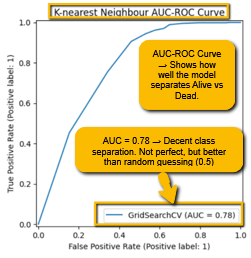 K-nearest Neighbour AUC-ROC Curve
1.0
0.8
0.6
0.4
0.2
0.0
True Positive Rate (Positive label: 1)
AUC-ROC Curve
→ Shows how
well the model
separates Alive vs
Dead.
AUC = 0.78 → Decent class
separation. Not perfect, but better
than random guessing (0.5)
GridSearchCV (AUC = 0.78)
0.0 0.2 0.4 0.6 0.8 1.0
False Positive Rate (Positive label: 1)